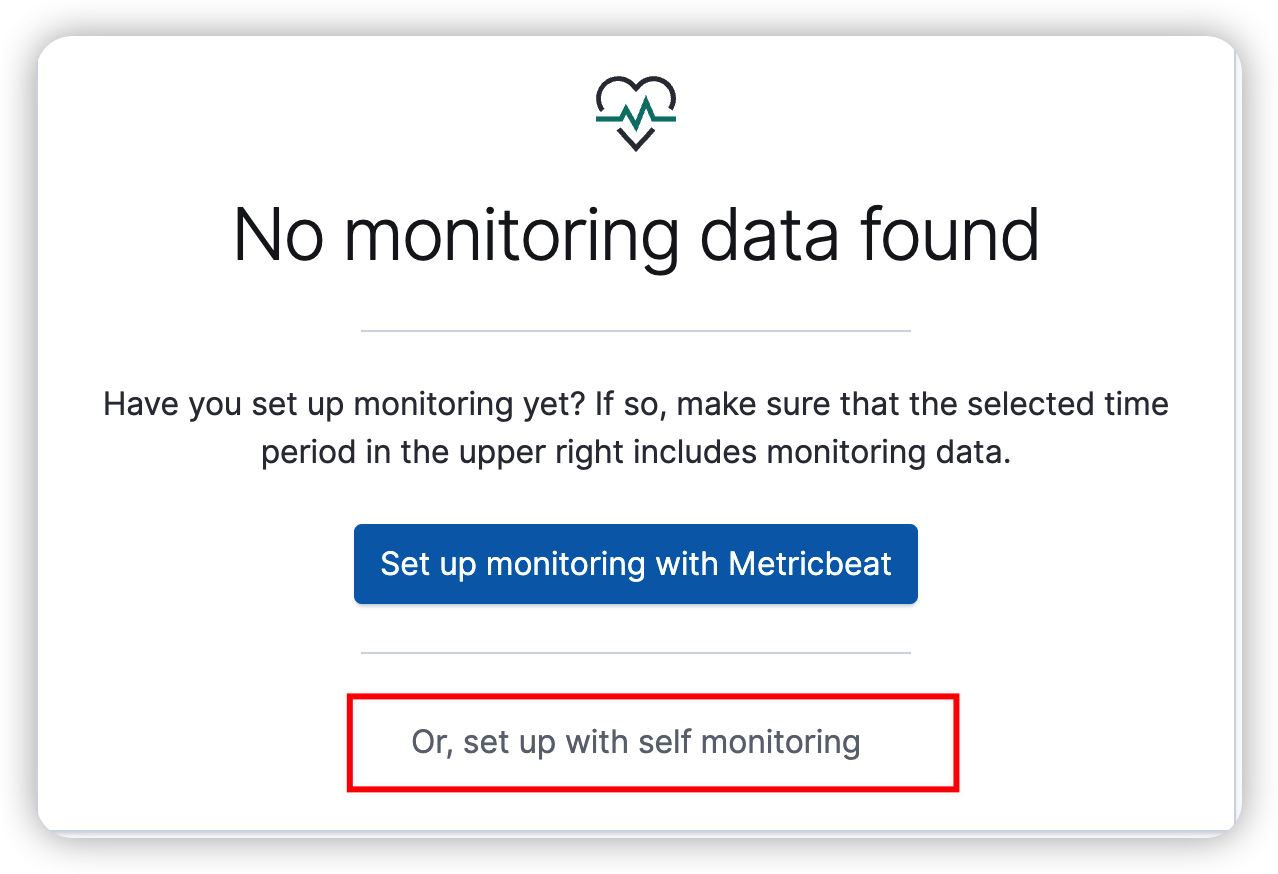 No monitoring data found
Have you set up monitoring yet? If so, make sure that the selected time
period in the upper right includes monitoring data.
Set up monitoring with Metricbeat
Or, set up with self monitoring